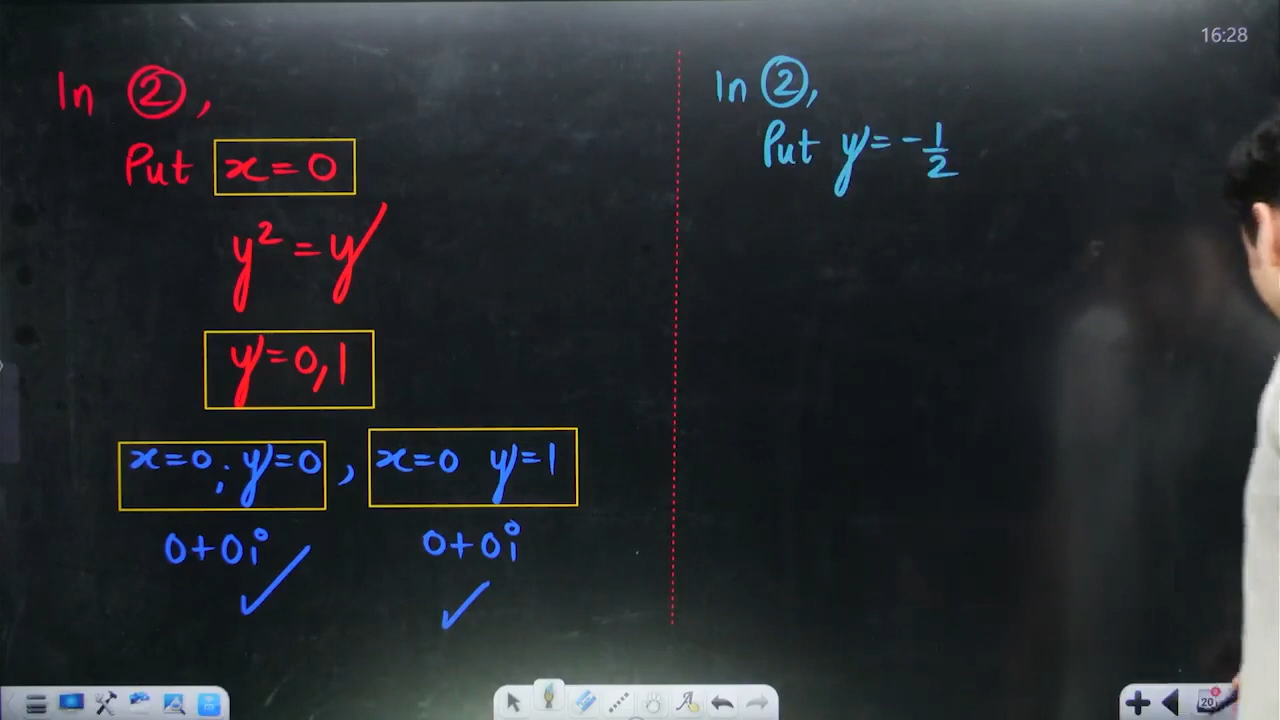 In ②,
Put x=0
y² = y
y=0,1
x=0; y=0, x=0 y=1
0+0i 0+0i
16:28
In ②,
Put y=-1/2
20